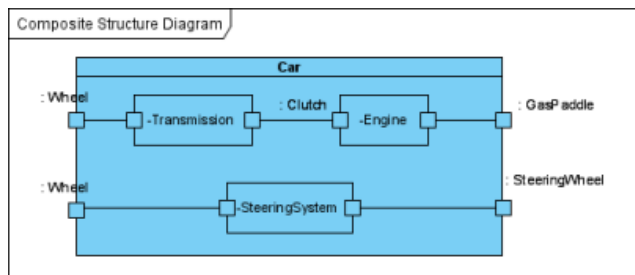 Composite Structure Diagram
Car
: Wheel
: Clutch
: GasPaddle
-Transmission
-Engine
: Wheel
: SteeringWheel
-SteeringSystem